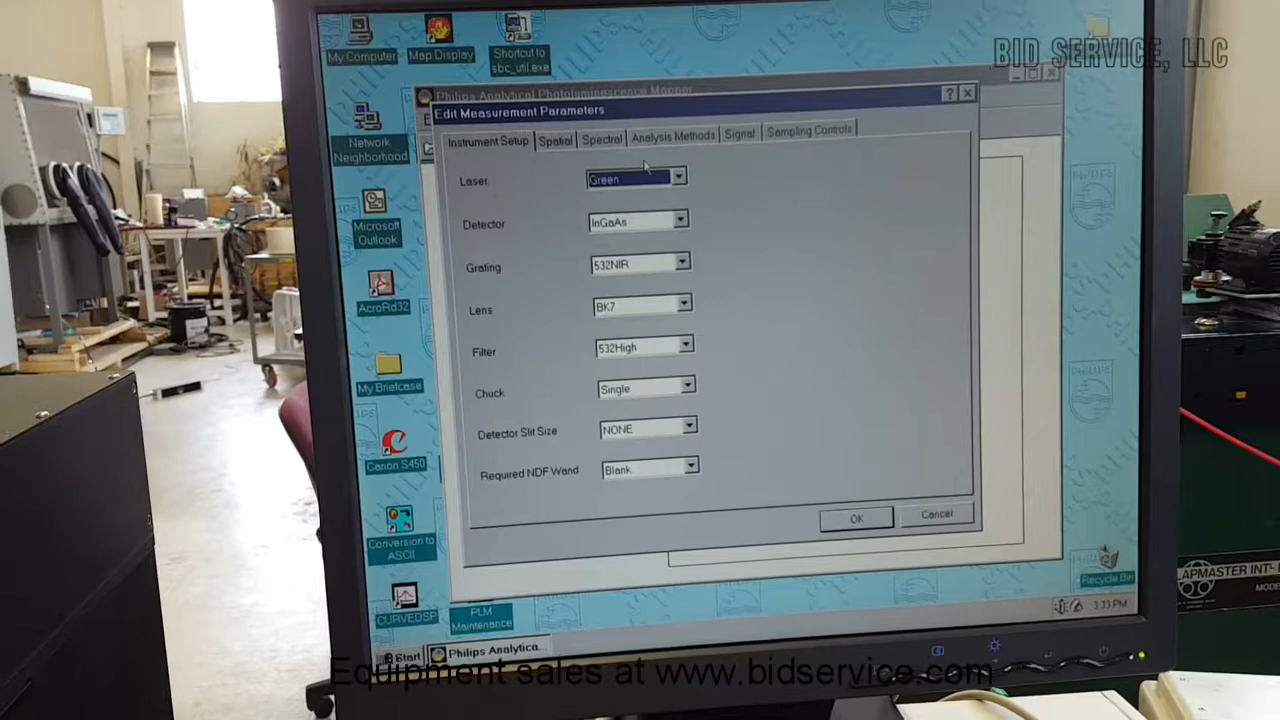 BID SERVICE, LLC
My Computer
Map Display
Shortcut to
sbc_util.exe
Philips Analytical Photoluminescence Mapper
Edit Measurement Parameters
Instrument Setup
Spatial
Spectral
Analysis Methods
Signal
Sampling Controls
Network
Neighborhood
Laser
Green
Microsoft
Outlook
Detector
InGaAs
Grating
532NIR
AcroRd32
Lens
BK7
Filter
532High
My Briefcase
Chuck
Single
Detector Slit Size
NONE
Canon S450
Required NDF Wand
Blank
OK
Cancel
Conversion to
ASCII
Recycle Bin
LAPMASTER INT'L
CURVEDSP
PLM
Maintenance
3:33 PM
Start
Philips Analytica...
Equipment sales at www.bidservice.com